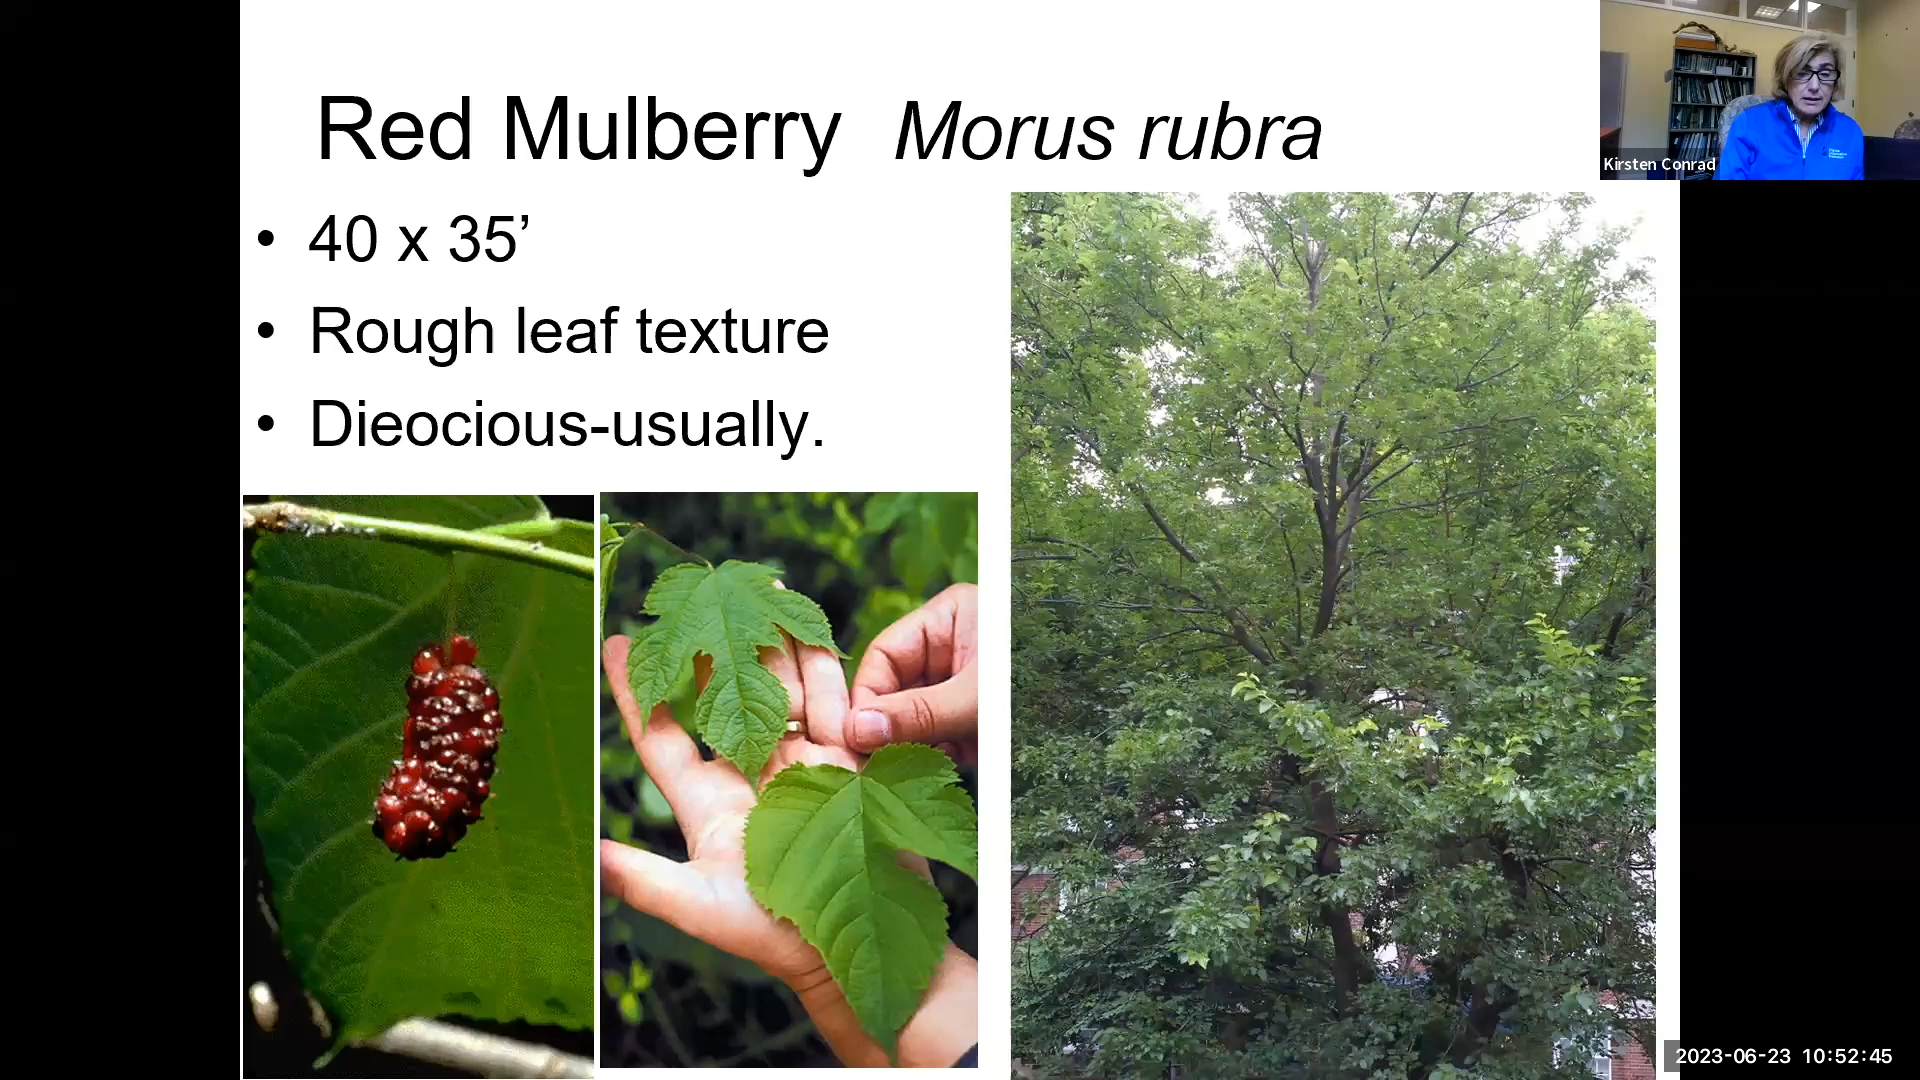 Red Mulberry Morus rubra
• 40 x 35’
• Rough leaf texture
• Dieocious-usually.
Kirsten Conrad
2023-06-23 10:52:45